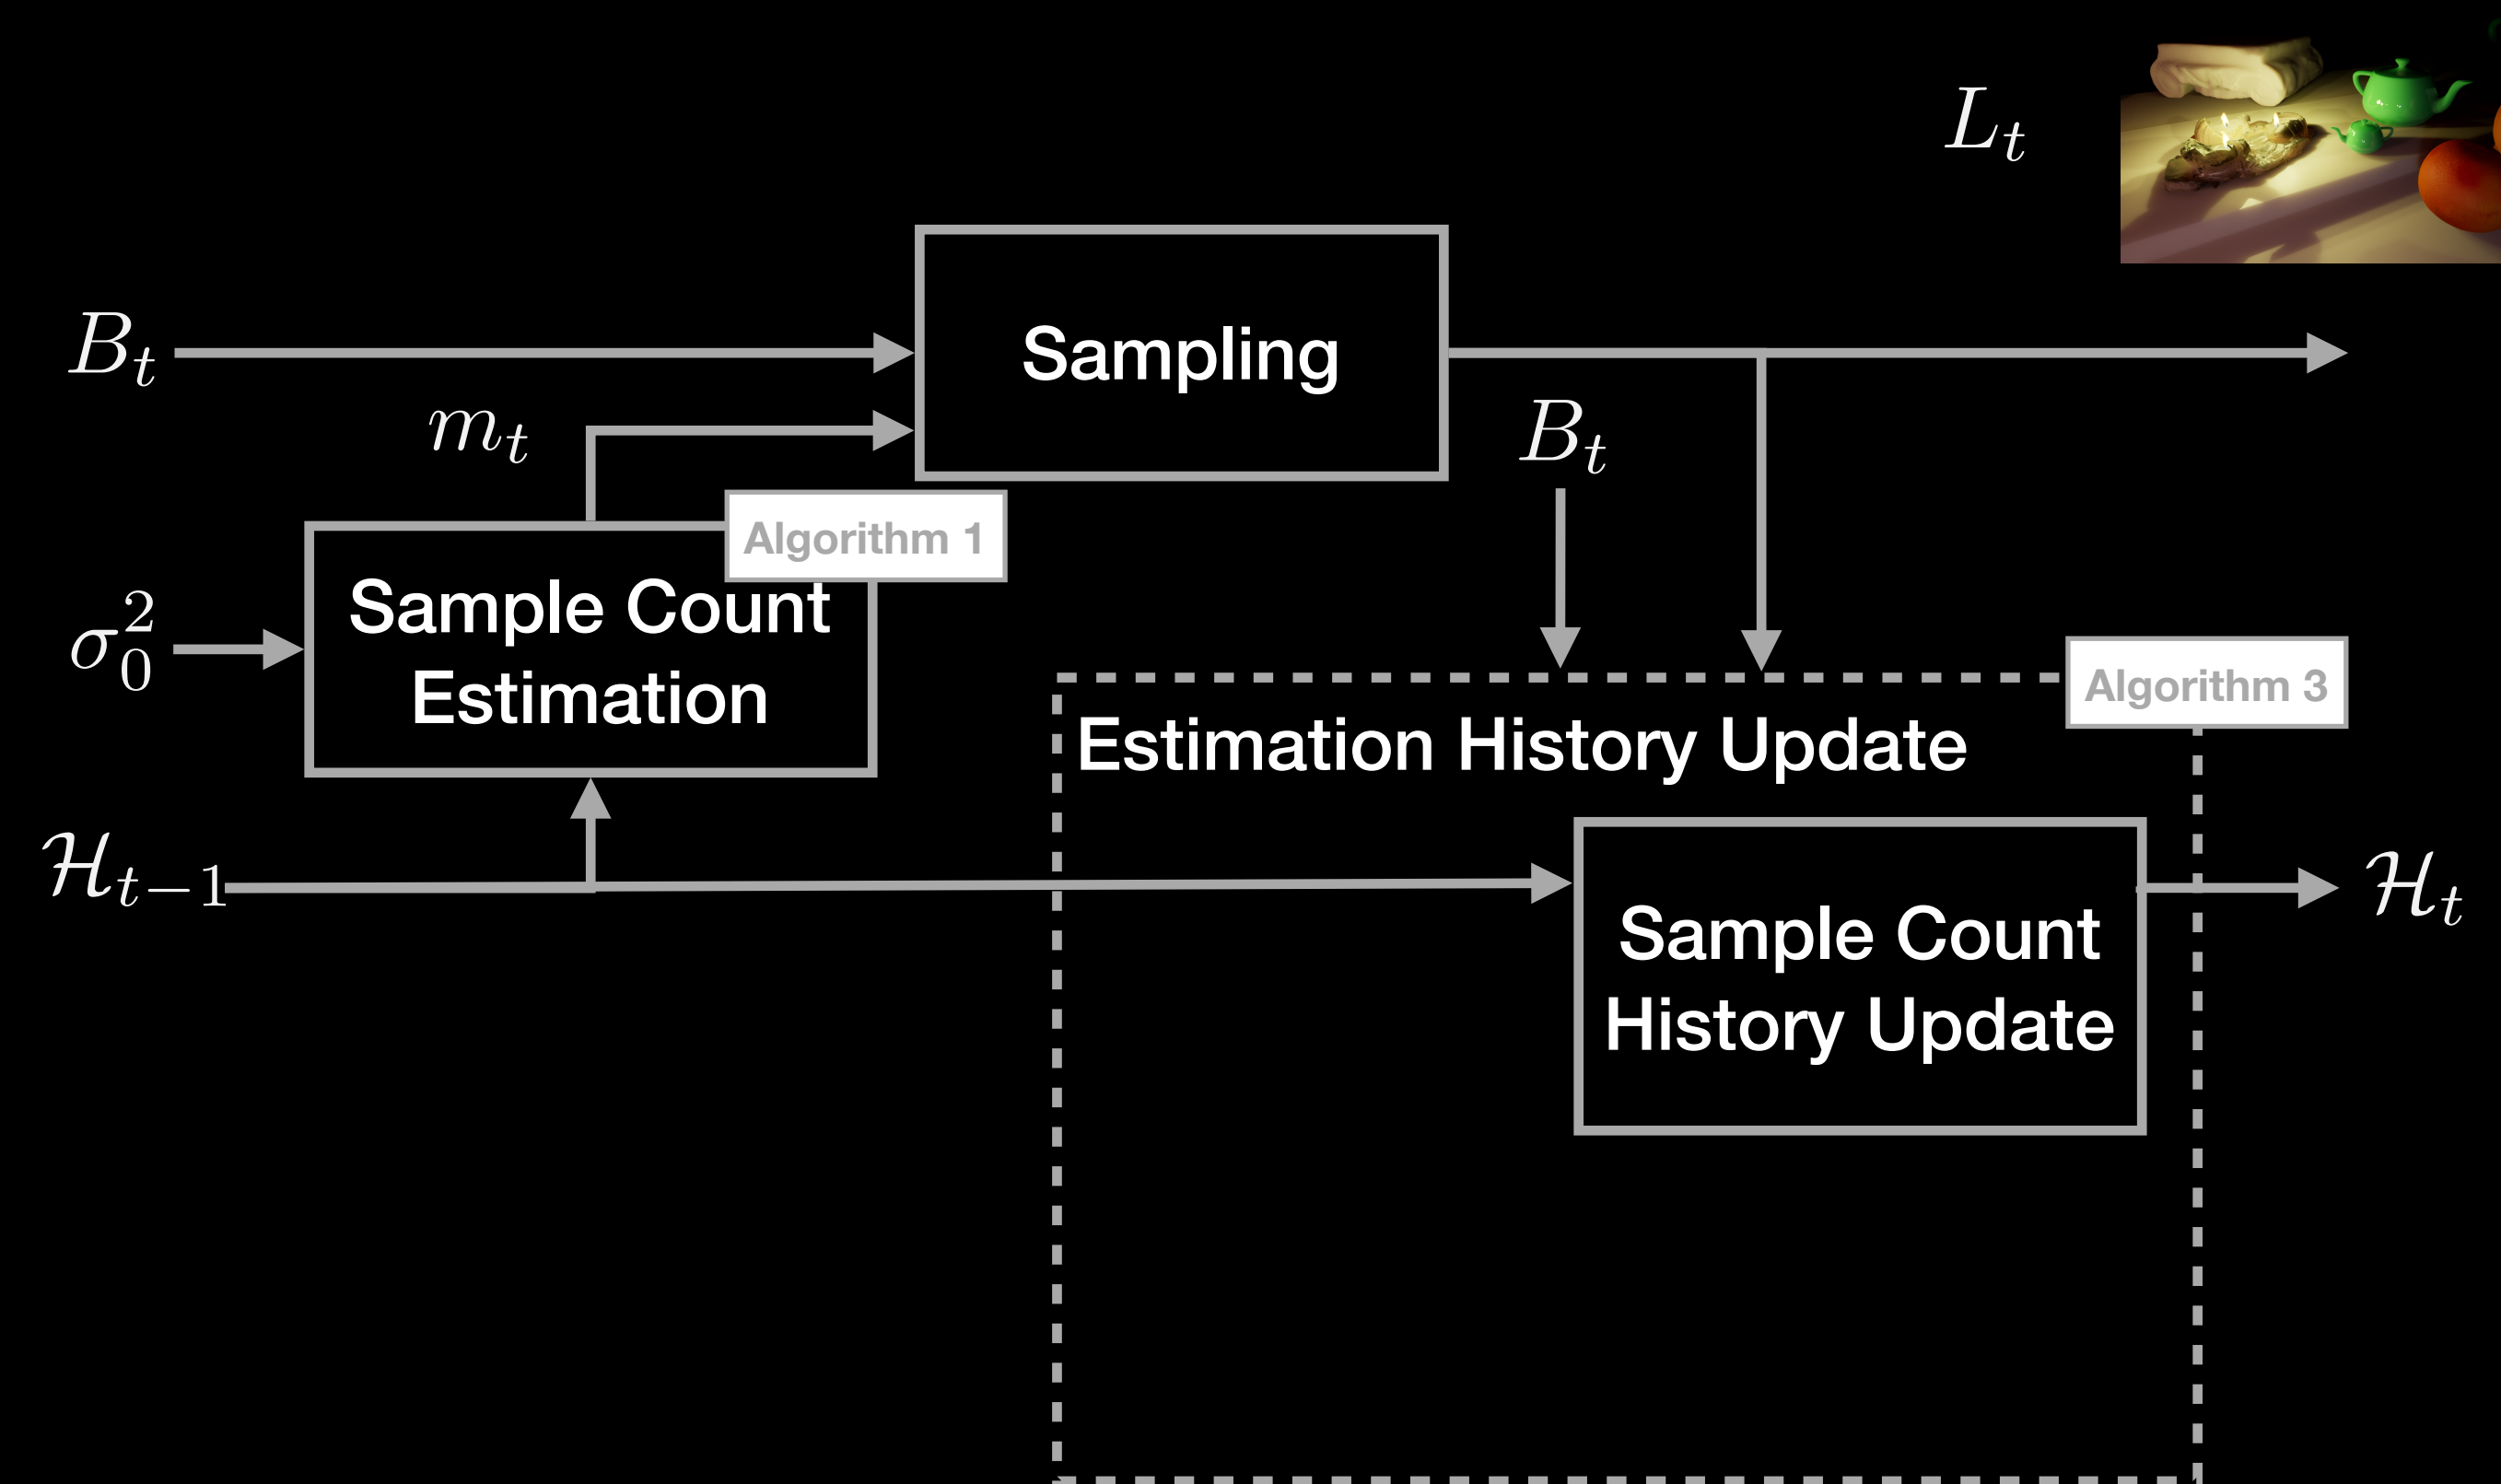 L_t
Sampling
B_t
m_t
B_t
Algorithm 1
Sample Count
Estimation
σ_0^2
Algorithm 3
Estimation History Update
ℋ_{t−1}
Sample Count
History Update
ℋ_t